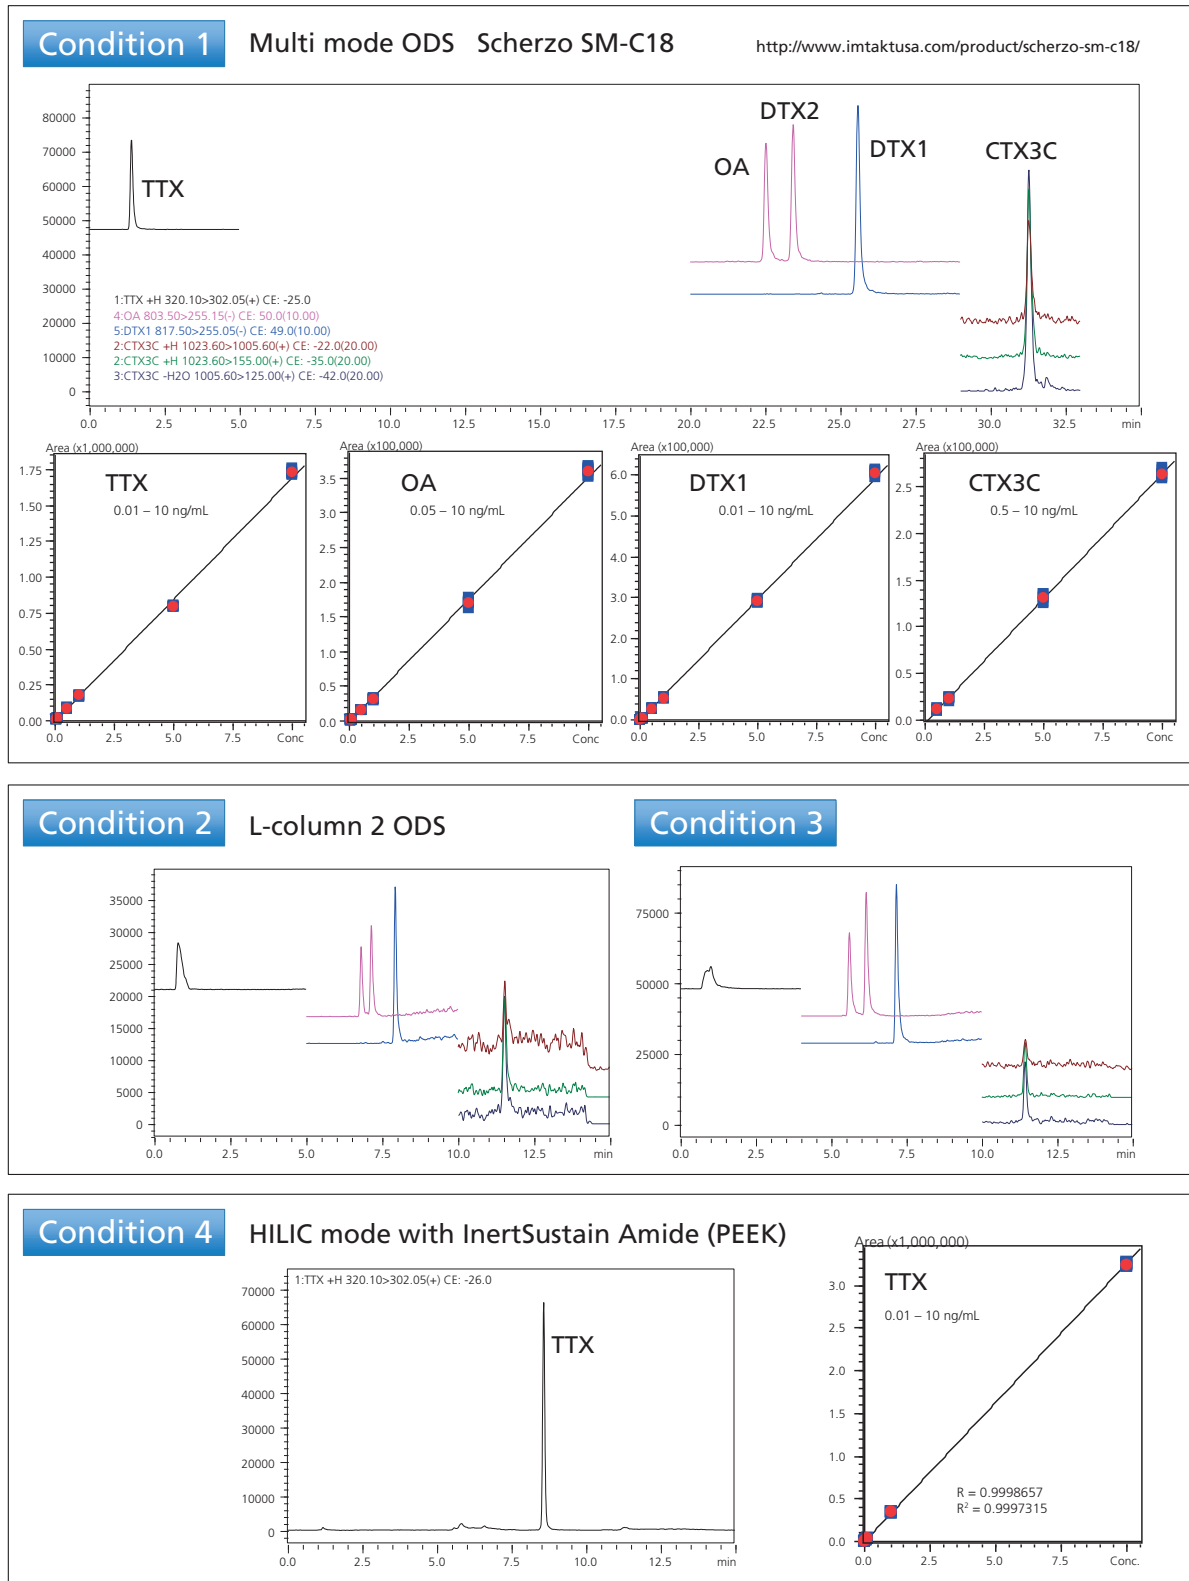 Condition 1
Multi mode ODS   Scherzo SM-C18
http://www.imtaktusa.com/product/scherzo-sm-c18/
80000
70000
60000
50000
40000
30000
20000
10000
0
TTX
OA
DTX2
DTX1
CTX3C
1:TTX +H 320.10>302.05(+) CE: -25.0
4:OA 803.50>255.15(-) CE: 50.0(10.00)
5:DTX1 817.50>255.05(-) CE: 49.0(10.00)
2:CTX3C +H 1023.60>1005.60(+) CE: -22.0(20.00)
2:CTX3C +H 1023.60>155.00(+) CE: -35.0(20.00)
3:CTX3C -H2O 1005.60>125.00(+) CE: -42.0(20.00)
0.0 2.5 5.0 7.5 10.0 12.5 15.0 17.5 20.0 22.5 25.0 27.5 30.0 32.5 min
Area (x1,000,000)
TTX
0.01 – 10 ng/mL
1.75
1.50
1.25
1.00
0.75
0.50
0.25
0.00
0.0 2.5 5.0 7.5 Conc
Area (x100,000)
OA
0.05 – 10 ng/mL
3.5
3.0
2.5
2.0
1.5
1.0
0.5
0.0
0.0 2.5 5.0 7.5 Conc
Area (x100,000)
DTX1
0.01 – 10 ng/mL
6.0
5.0
4.0
3.0
2.0
1.0
0.0
0.0 2.5 5.0 7.5 Conc
Area (x100,000)
CTX3C
0.5 – 10 ng/mL
2.5
2.0
1.5
1.0
0.5
0.0
0.0 2.5 5.0 7.5 Conc
Condition 2
L-column 2 ODS
35000
30000
25000
20000
15000
10000
5000
0
0.0 2.5 5.0 7.5 10.0 12.5 min
Condition 3
75000
50000
25000
0
0.0 2.5 5.0 7.5 10.0 12.5 min
Condition 4
HILIC mode with InertSustain Amide (PEEK)
1:TTX +H 320.10>302.05(+) CE: -26.0
70000
60000
50000
40000
30000
20000
10000
0
TTX
0.0 2.5 5.0 7.5 10.0 12.5 min
Area (x1,000,000)
TTX
0.01 – 10 ng/mL
3.0
2.5
2.0
1.5
1.0
0.5
0.0
R = 0.9998657
R² = 0.9997315
0.0 2.5 5.0 7.5 Conc.